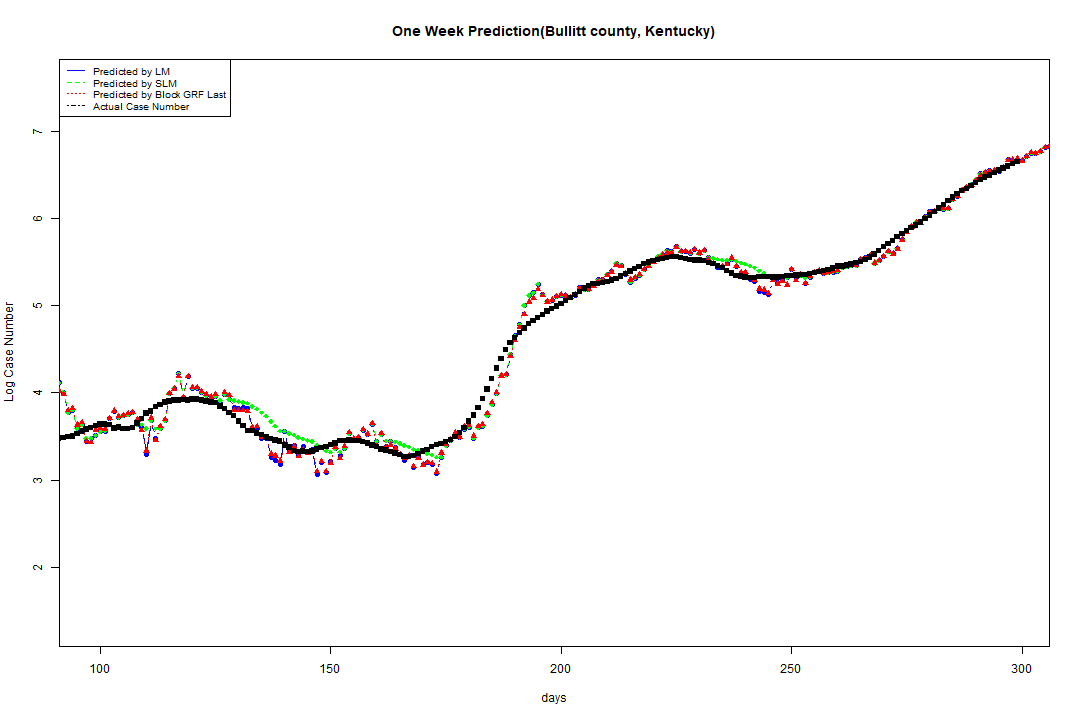 One Week Prediction(Bullitt county, Kentucky)
Predicted by LM
Predicted by SLM
Predicted by Block GRF Last
Actual Case Number
Log Case Number
7
6
5
4
3
2
100 150 200 250 300
days